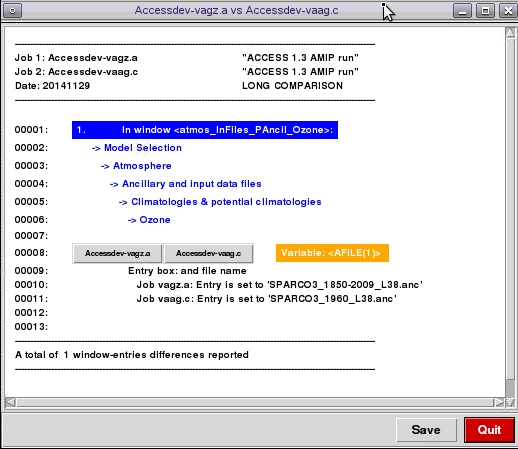 Accessdev-vagz.a vs Accessdev-vaag.c
Job 1: Accessdev-vagz.a "ACCESS 1.3 AMIP run"
Job 2: Accessdev-vaag.c "ACCESS 1.3 AMIP run"
Date: 20141129 LONG COMPARISON
00001: 1. In window <atmos_InFiles_PAncil_Ozone>:
00002: -> Model Selection
00003: -> Atmosphere
00004: -> Ancillary and input data files
00005: -> Climatologies & potential climatologies
00006: -> Ozone
00007:
00008: Accessdev-vagz.a Accessdev-vaag.c Variable: <AFILE(1)>
00009: Entry box: and file name
00010: Job vagz.a: Entry is set to 'SPARCO3_1850-2009_L38.anc'
00011: Job vaag.c: Entry is set to 'SPARCO3_1960_L38.anc'
00012:
00013:
A total of 1 window-entries differences reported
Save Quit